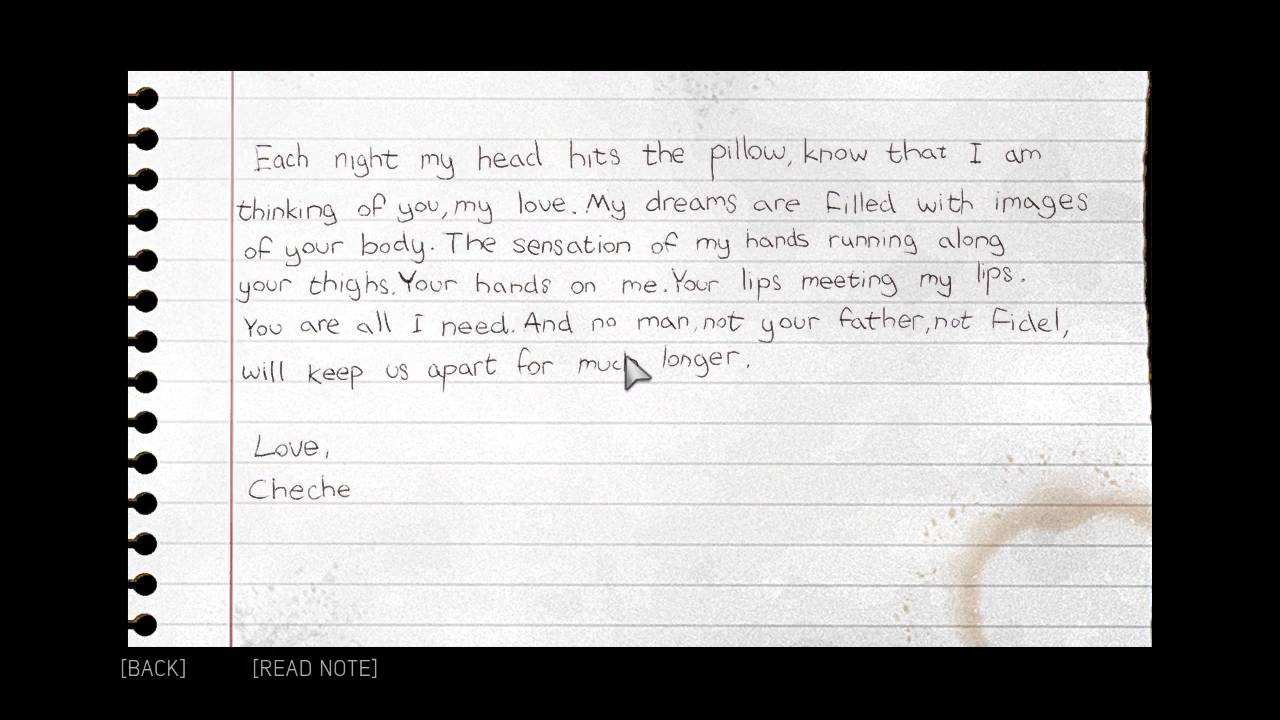 Each night my head hits the pillow, know that I am
thinking of you, my love. My dreams are filled with images
of your body. The sensation of my hands running along
your thighs. Your hands on me. Your lips meeting my lips.
You are all I need. And no man, not your father, not Fidel,
will keep us apart for much longer.
Love,
Cheche
[BACK] [READ NOTE]